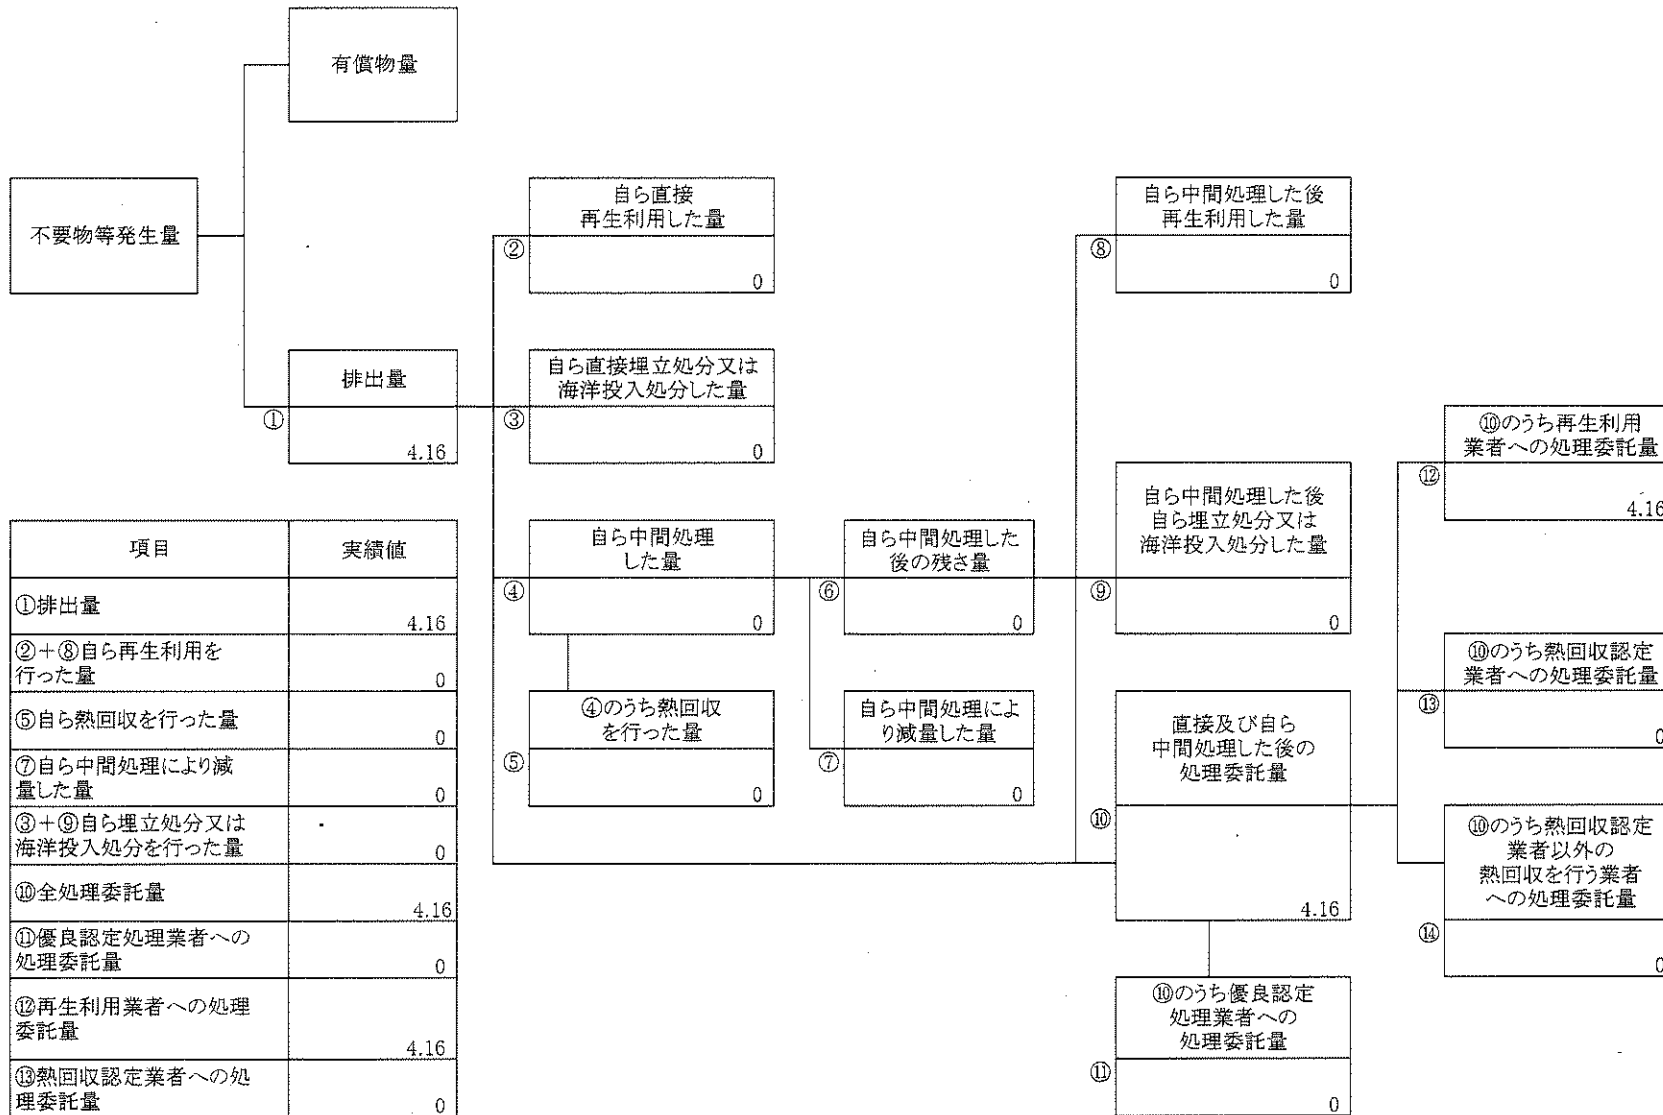 有償物量
不要物等発生量
排出量
①
4.16
自ら直接
再生利用した量
②
0
自ら直接埋立処分又は
海洋投入処分した量
③
0
自ら中間処理
した量
④
0
④のうち熱回収
を行った量
⑤
0
自ら中間処理した
後の残さ量
⑥
0
自ら中間処理によ
り減量した量
⑦
0
自ら中間処理した後
再生利用した量
⑧
0
自ら中間処理した後
自ら埋立処分又は
海洋投入処分した量
⑨
0
直接及び自ら
中間処理した後の
処理委託量
⑩
4.16
⑩のうち優良認定
処理業者への
処理委託量
⑪
0
⑩のうち再生利用
業者への処理委託量
⑫
4.16
⑩のうち熱回収認定
業者への処理委託量
⑬
0
⑩のうち熱回収認定
業者以外の
熱回収を行う業者
への処理委託量
⑭
0
項目 実績値
①排出量 4.16
②+⑧自ら再生利用を
行った量 0
⑤自ら熱回収を行った量 0
⑦自ら中間処理により減
量した量 0
③+⑨自ら埋立処分又は
海洋投入処分を行った量 0
⑩全処理委託量 4.16
⑪優良認定処理業者への
処理委託量 0
⑫再生利用業者への処理
委託量 4.16
⑬熱回収認定業者への処
理委託量 0